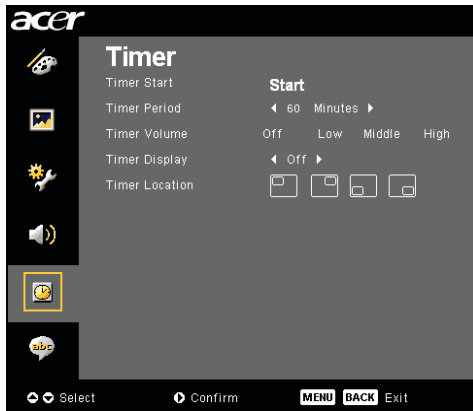 acer
Timer
Timer Start Start
Timer Period 60 Minutes
Timer Volume Off Low Middle High
Timer Display Off
Timer Location
abc
Select Confirm MENU BACK Exit